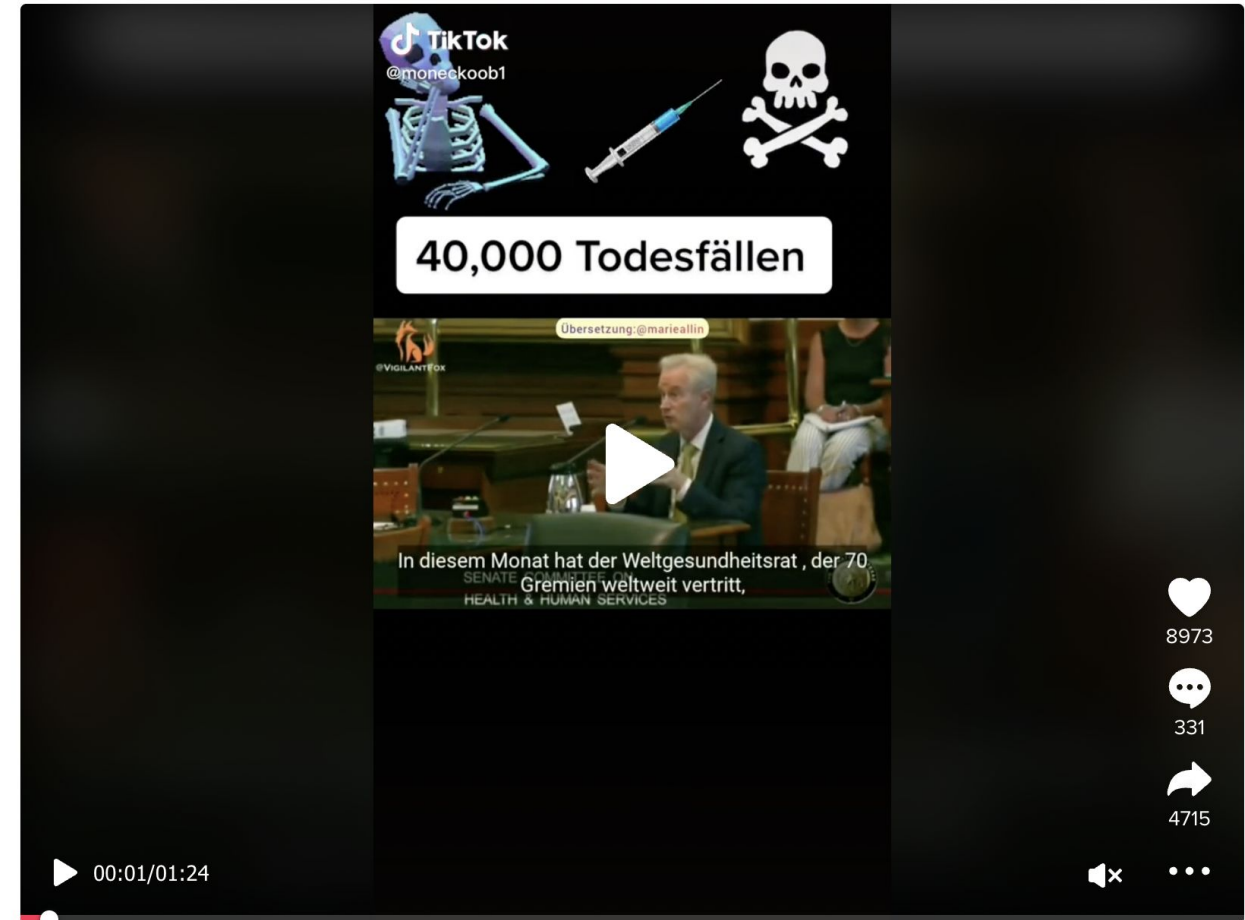 TikTok
@moneckoob1
40,000 Todesfällen
Übersetzung:@marieallin
@VIGILANTFOX
In diesem Monat hat der Weltgesundheitsrat , der 70
SENATE COMMITTEE ON
Gremien weltweit vertritt,
HEALTH & HUMAN SERVICES
8973
331
4715
00:01/01:24